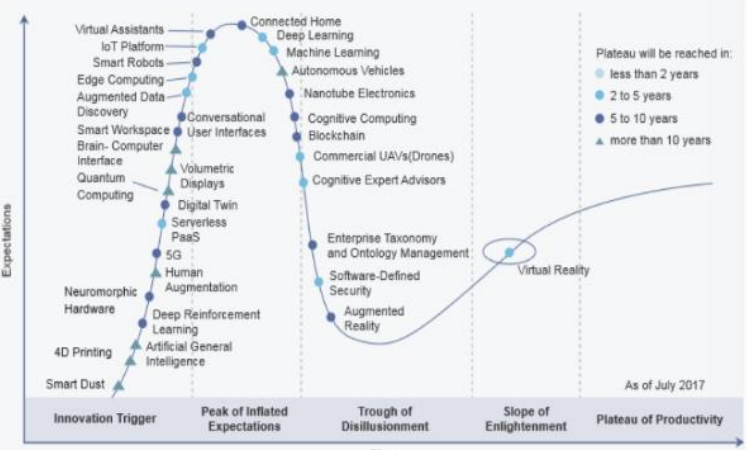 Connected Home
Virtual Assistants
Deep Learning
IoT Platform
Machine Learning
Smart Robots
Autonomous Vehicles
Edge Computing
Nanotube Electronics
Augmented Data
Discovery
Conversational
User Interfaces
Cognitive Computing
Smart Workspace
Blockchain
Brain- Computer
Interface
Commercial UAVs(Drones)
Volumetric
Displays
Quantum
Computing
Cognitive Expert Advisors
Digital Twin
Serverless
PaaS
5G
Human
Augmentation
Enterprise Taxonomy
and Ontology Management
Software-Defined
Security
Neuromorphic
Hardware
Deep Reinforcement
Learning
Augmented
Reality
4D Printing
Artificial General
Intelligence
Smart Dust
Virtual Reality
Plateau will be reached in:
less than 2 years
2 to 5 years
5 to 10 years
more than 10 years
As of July 2017
Expectations
Innovation Trigger
Peak of Inflated
Expectations
Trough of
Disillusionment
Slope of
Enlightenment
Plateau of Productivity